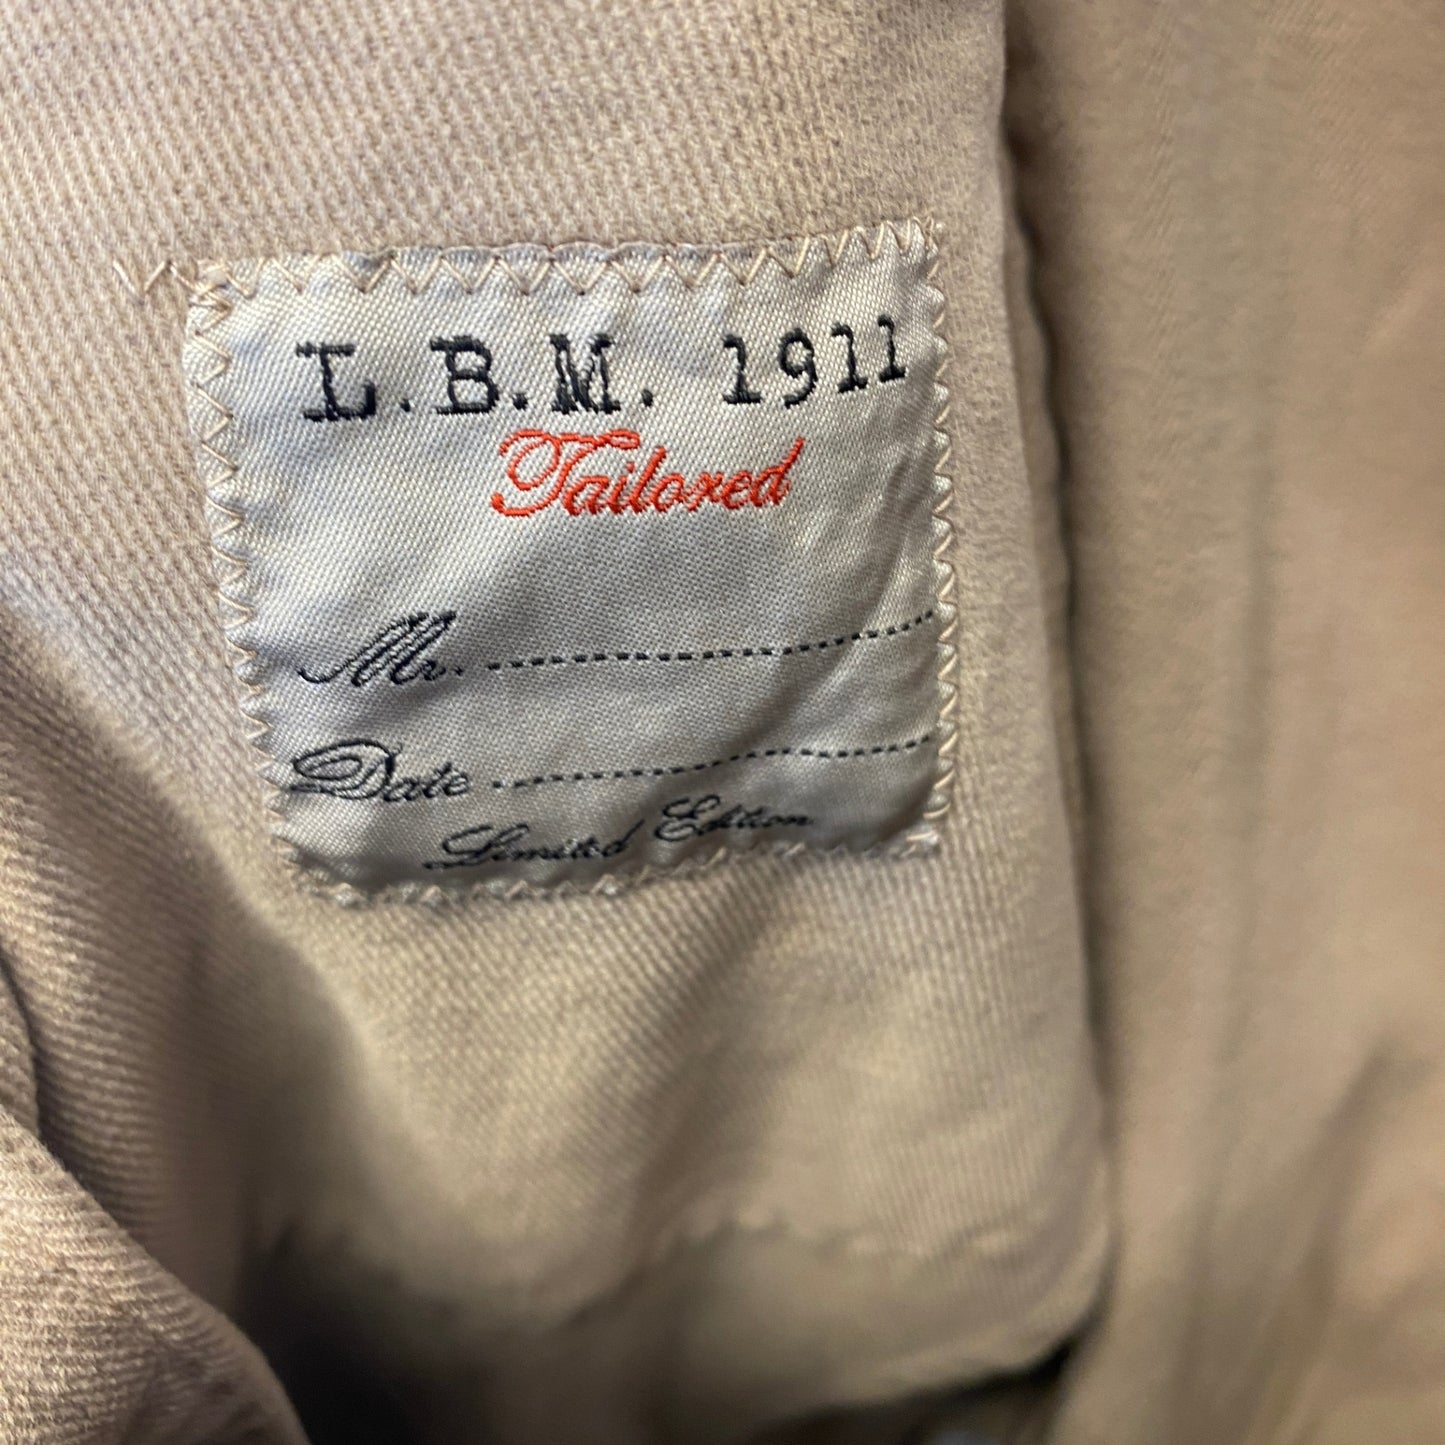 L.B.M. 1911
Tailored
Mr. ........................
Date ........................
Limited Edition